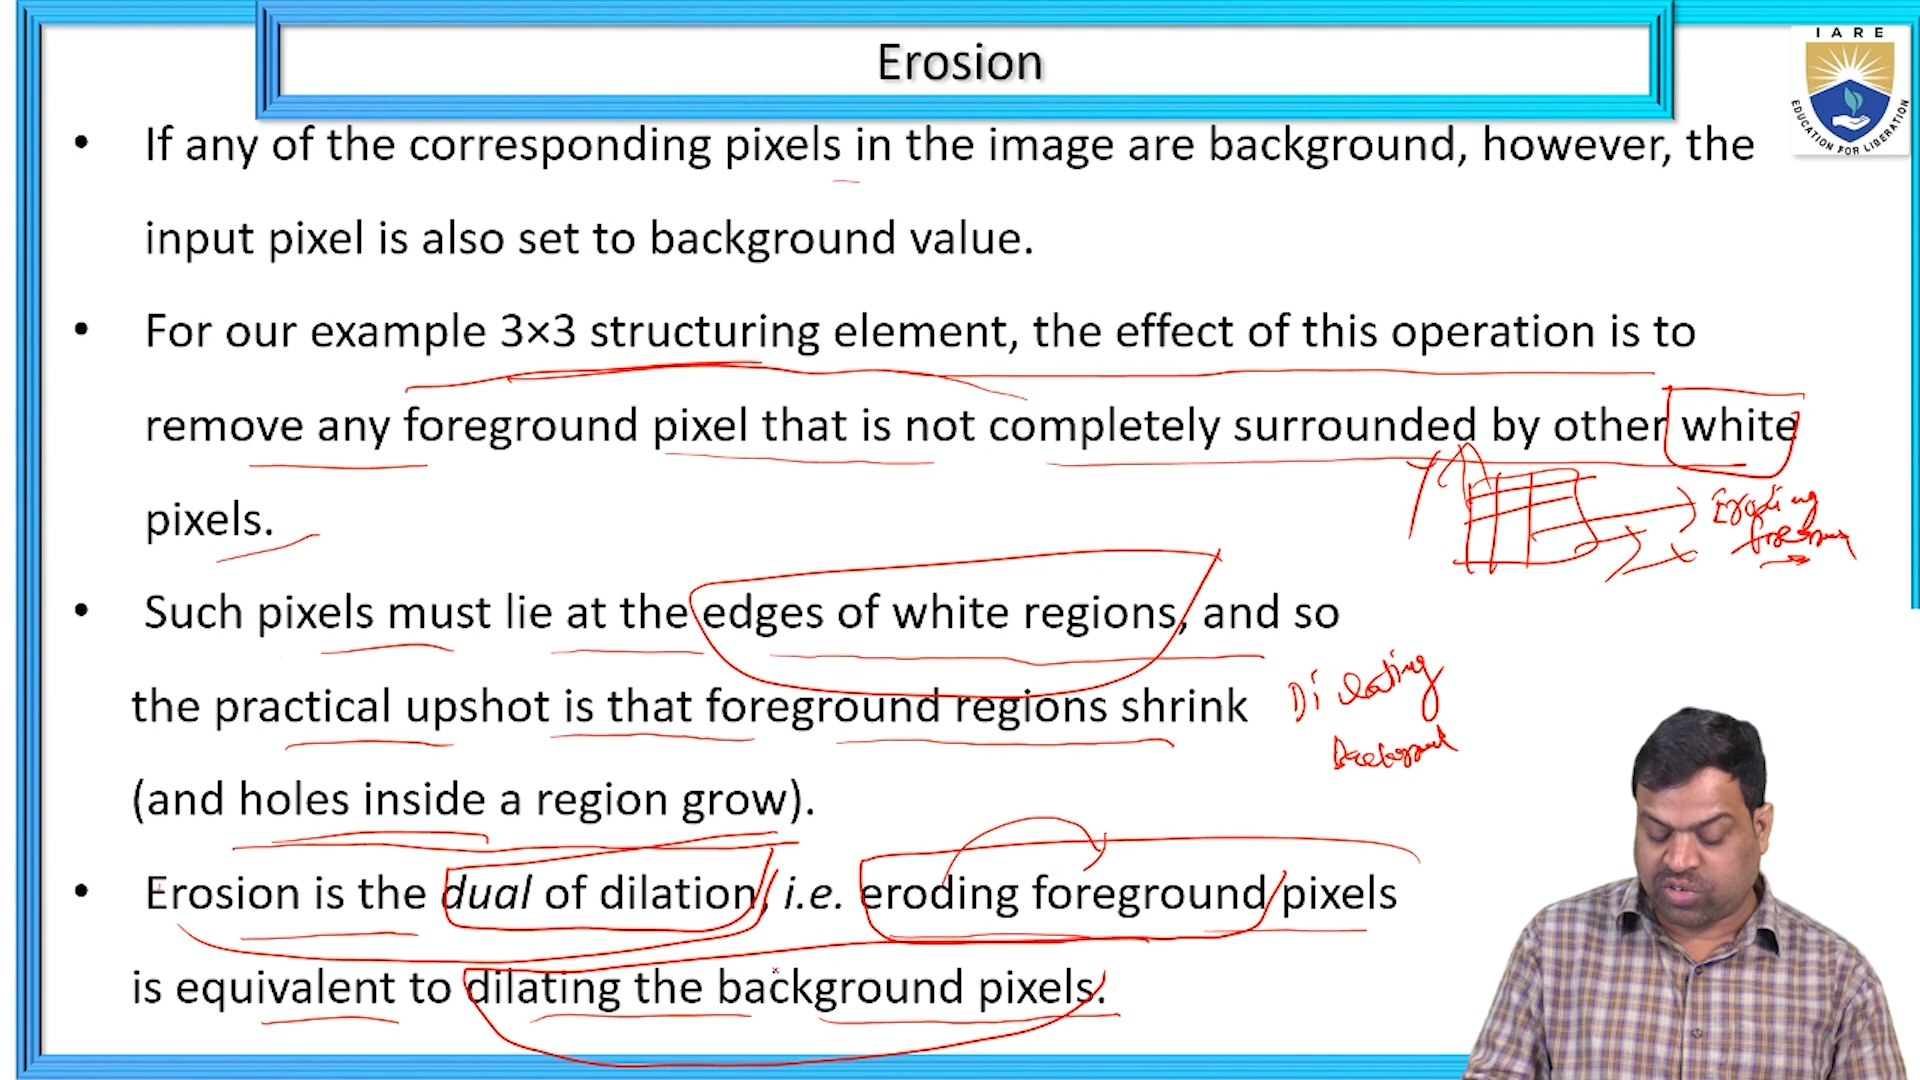 Erosion
IARE
EDUCATION FOR LIBERATION
• If any of the corresponding pixels in the image are background, however, the
input pixel is also set to background value.
• For our example 3×3 structuring element, the effect of this operation is to
remove any foreground pixel that is not completely surrounded by other white
pixels.
Eroding
• Such pixels must lie at the edges of white regions, and so
the practical upshot is that foreground regions shrink
Dilating
(and holes inside a region grow).
• Erosion is the dual of dilation, i.e. eroding foreground pixels
is equivalent to dilating the background pixels.